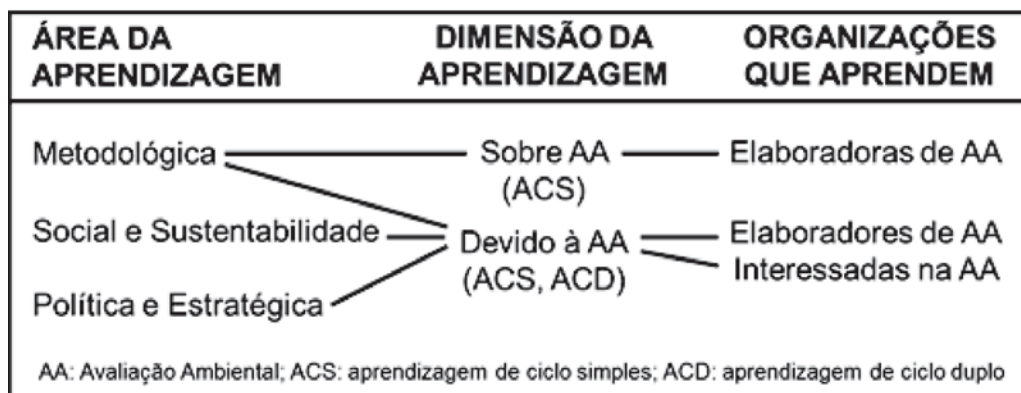 ÁREA DA APRENDIZAGEM
DIMENSÃO DA APRENDIZAGEM
ORGANIZAÇÕES QUE APRENDEM
Metodológica
Sobre AA
(ACS)
Elaboradoras de AA
Social e Sustentabilidade
Devido à AA
(ACS, ACD)
Elaboradores de AA
Interessadas na AA
Política e Estratégica
AA: Avaliação Ambiental; ACS: aprendizagem de ciclo simples; ACD: aprendizagem de ciclo duplo